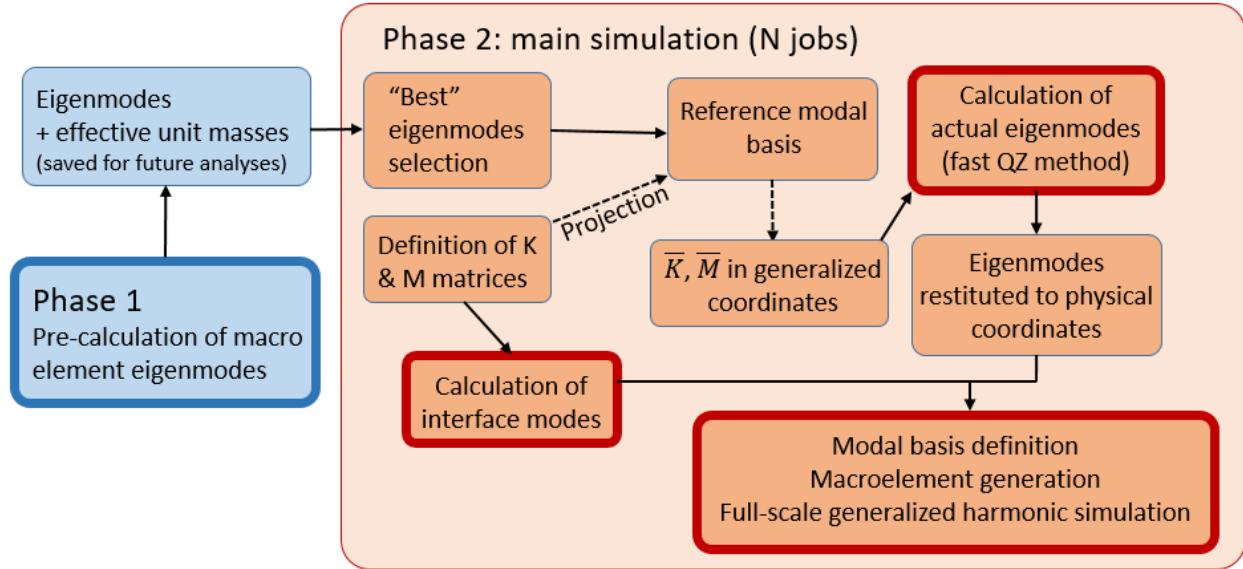 Phase 2: main simulation (N jobs)
Eigenmodes
+ effective unit masses
(saved for future analyses)
“Best”
eigenmodes
selection
Reference modal
basis
Calculation of
actual eigenmodes
(fast QZ method)
Projection
Phase 1
Pre-calculation of macro
element eigenmodes
Definition of K
& M matrices
K̅, M̅ in generalized
coordinates
Eigenmodes
restituted to physical
coordinates
Calculation of
interface modes
Modal basis definition
Macroelement generation
Full-scale generalized harmonic simulation